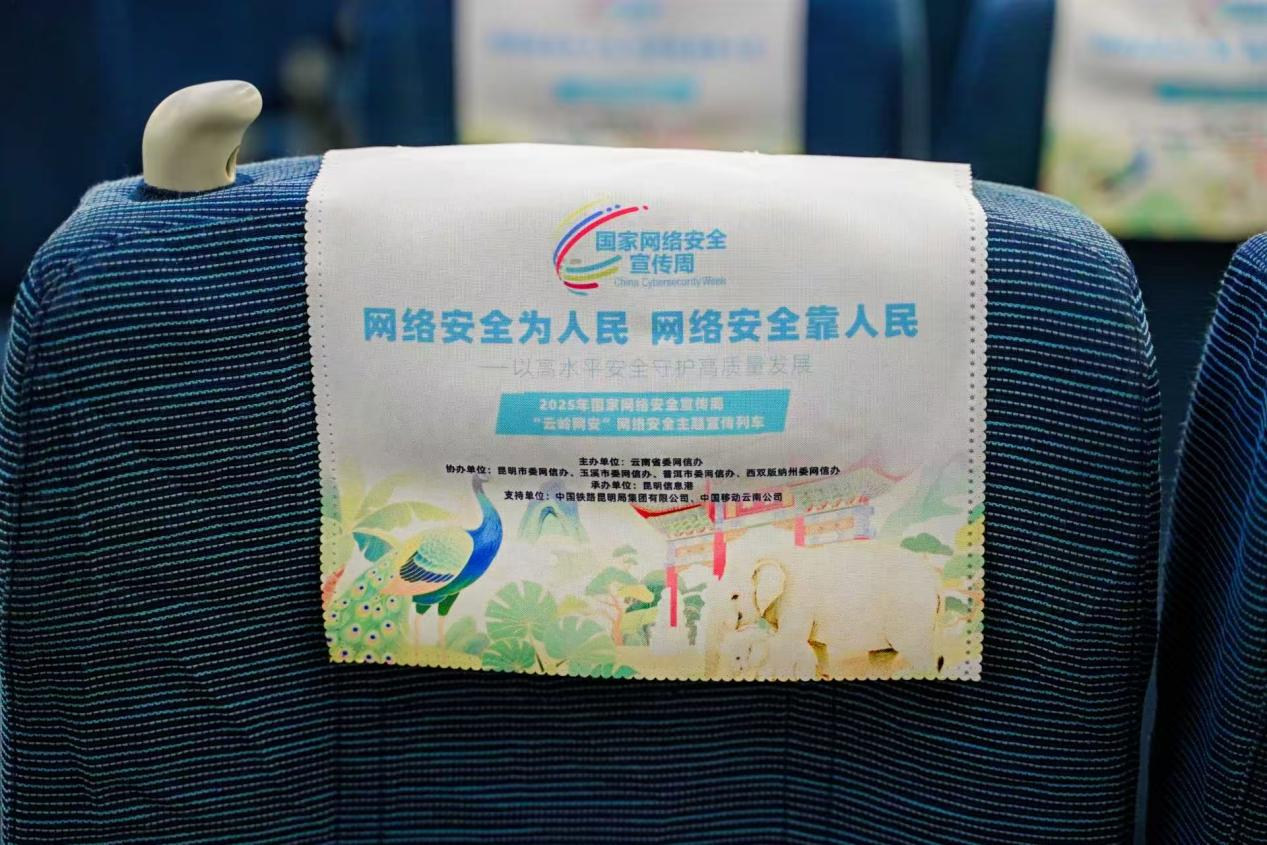 国家网络安全
宣传周
China Cybersecurity Week
网络安全为人民 网络安全靠人民
——以高水平安全守护高质量发展
2025年国家网络安全宣传周
“云岭网安”网络安全主题宣传列车
主办单位：云南省委网信办
协办单位：昆明市委网信办、玉溪市委网信办、普洱市委网信办、西双版纳州委网信办
承办单位：昆明信息港
支持单位：中国铁路昆明局集团有限公司、中国移动云南公司